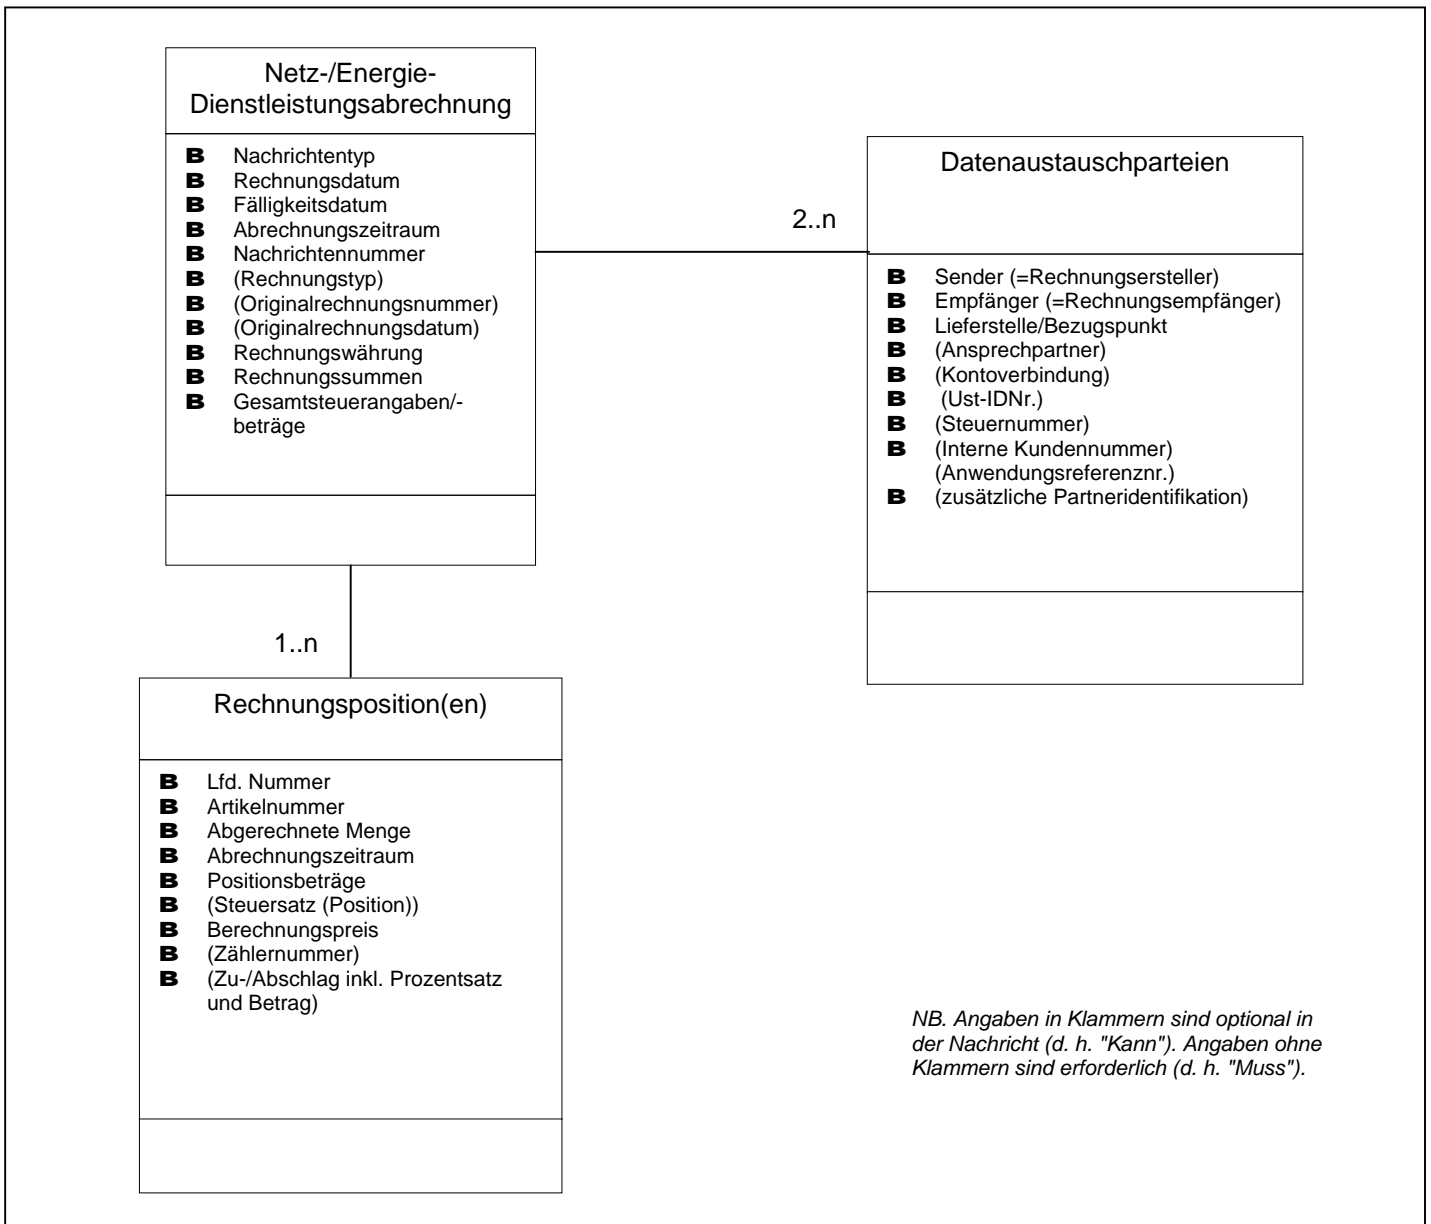 Netz-/Energie-
Dienstleistungsabrechnung
B Nachrichtentyp
B Rechnungsdatum
B Fälligkeitsdatum
B Abrechnungszeitraum
B Nachrichtennummer
B (Rechnungstyp)
B (Originalrechnungsnummer)
B (Originalrechnungsdatum)
B Rechnungswährung
B Rechnungssummen
B Gesamtsteuerangaben/-
beträge
2..n
Datenaustauschparteien
B Sender (=Rechnungsersteller)
B Empfänger (=Rechnungsempfänger)
B Lieferstelle/Bezugspunkt
B (Ansprechpartner)
B (Kontoverbindung)
B (Ust-IDNr.)
B (Steuernummer)
B (Interne Kundennummer)
(Anwendungsreferenznr.)
B (zusätzliche Partneridentifikation)
1..n
Rechnungsposition(en)
B Lfd. Nummer
B Artikelnummer
B Abgerechnete Menge
B Abrechnungszeitraum
B Positionsbeträge
B (Steuersatz (Position))
B Berechnungspreis
B (Zählernummer)
B (Zu-/Abschlag inkl. Prozentsatz
und Betrag)
NB. Angaben in Klammern sind optional in
der Nachricht (d. h. "Kann"). Angaben ohne
Klammern sind erforderlich (d. h. "Muss").